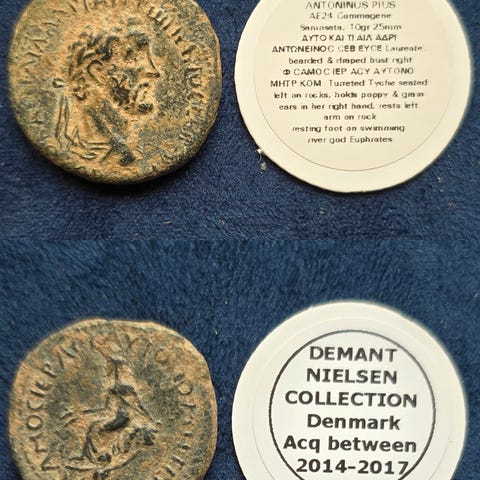 ANTONINUS PIUS
AE24 Commagene
Samosata, 10gr 25mm
ΑΥΤΟ ΚΑΙ ΤΙ ΑΙΛ ΑΔΡΙ
ΑΝΤΩΝΕΙΝΟC CEB EYCE Laureate
bearded & draped bust right
Φ CAMOC IEP ACY AYTONO
MHTP KOM Turreted Tyche seated
left on rocks, holds poppy & grain
ears in her right hand, rests left
arm on rock
resting foot on swimming
river god Euphrates
DEMANT
NIELSEN
COLLECTION
Denmark
Acq between
2014-2017